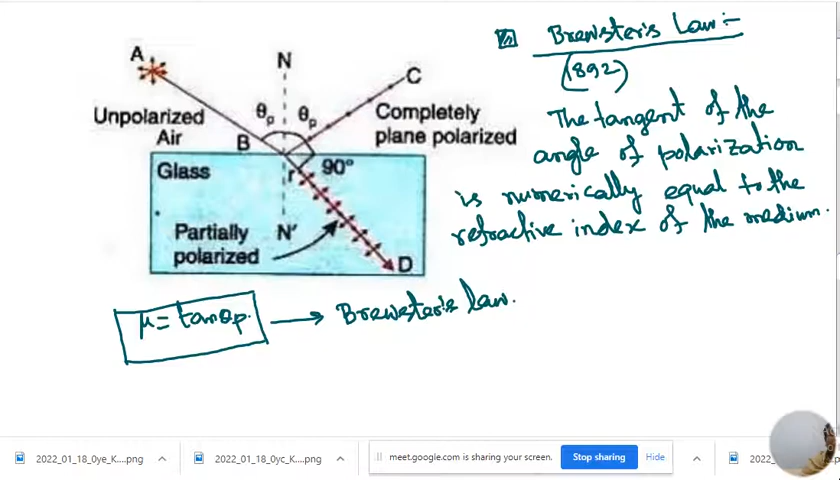 Brewster's Law :-
(1892)
The tangent of the
angle of polarization
is numerically equal to the
refractive index of the medium.
A
N
C
θp θp
Unpolarized
Air
Completely
plane polarized
B
Glass
r
90°
Partially
polarized
N'
D
μ = tanθp. → Brewster's law.
2022_01_18_0ye_K....png
2022_01_18_0yc_K....png
meet.google.com is sharing your screen.
Stop sharing
Hide
2022_01_18_0